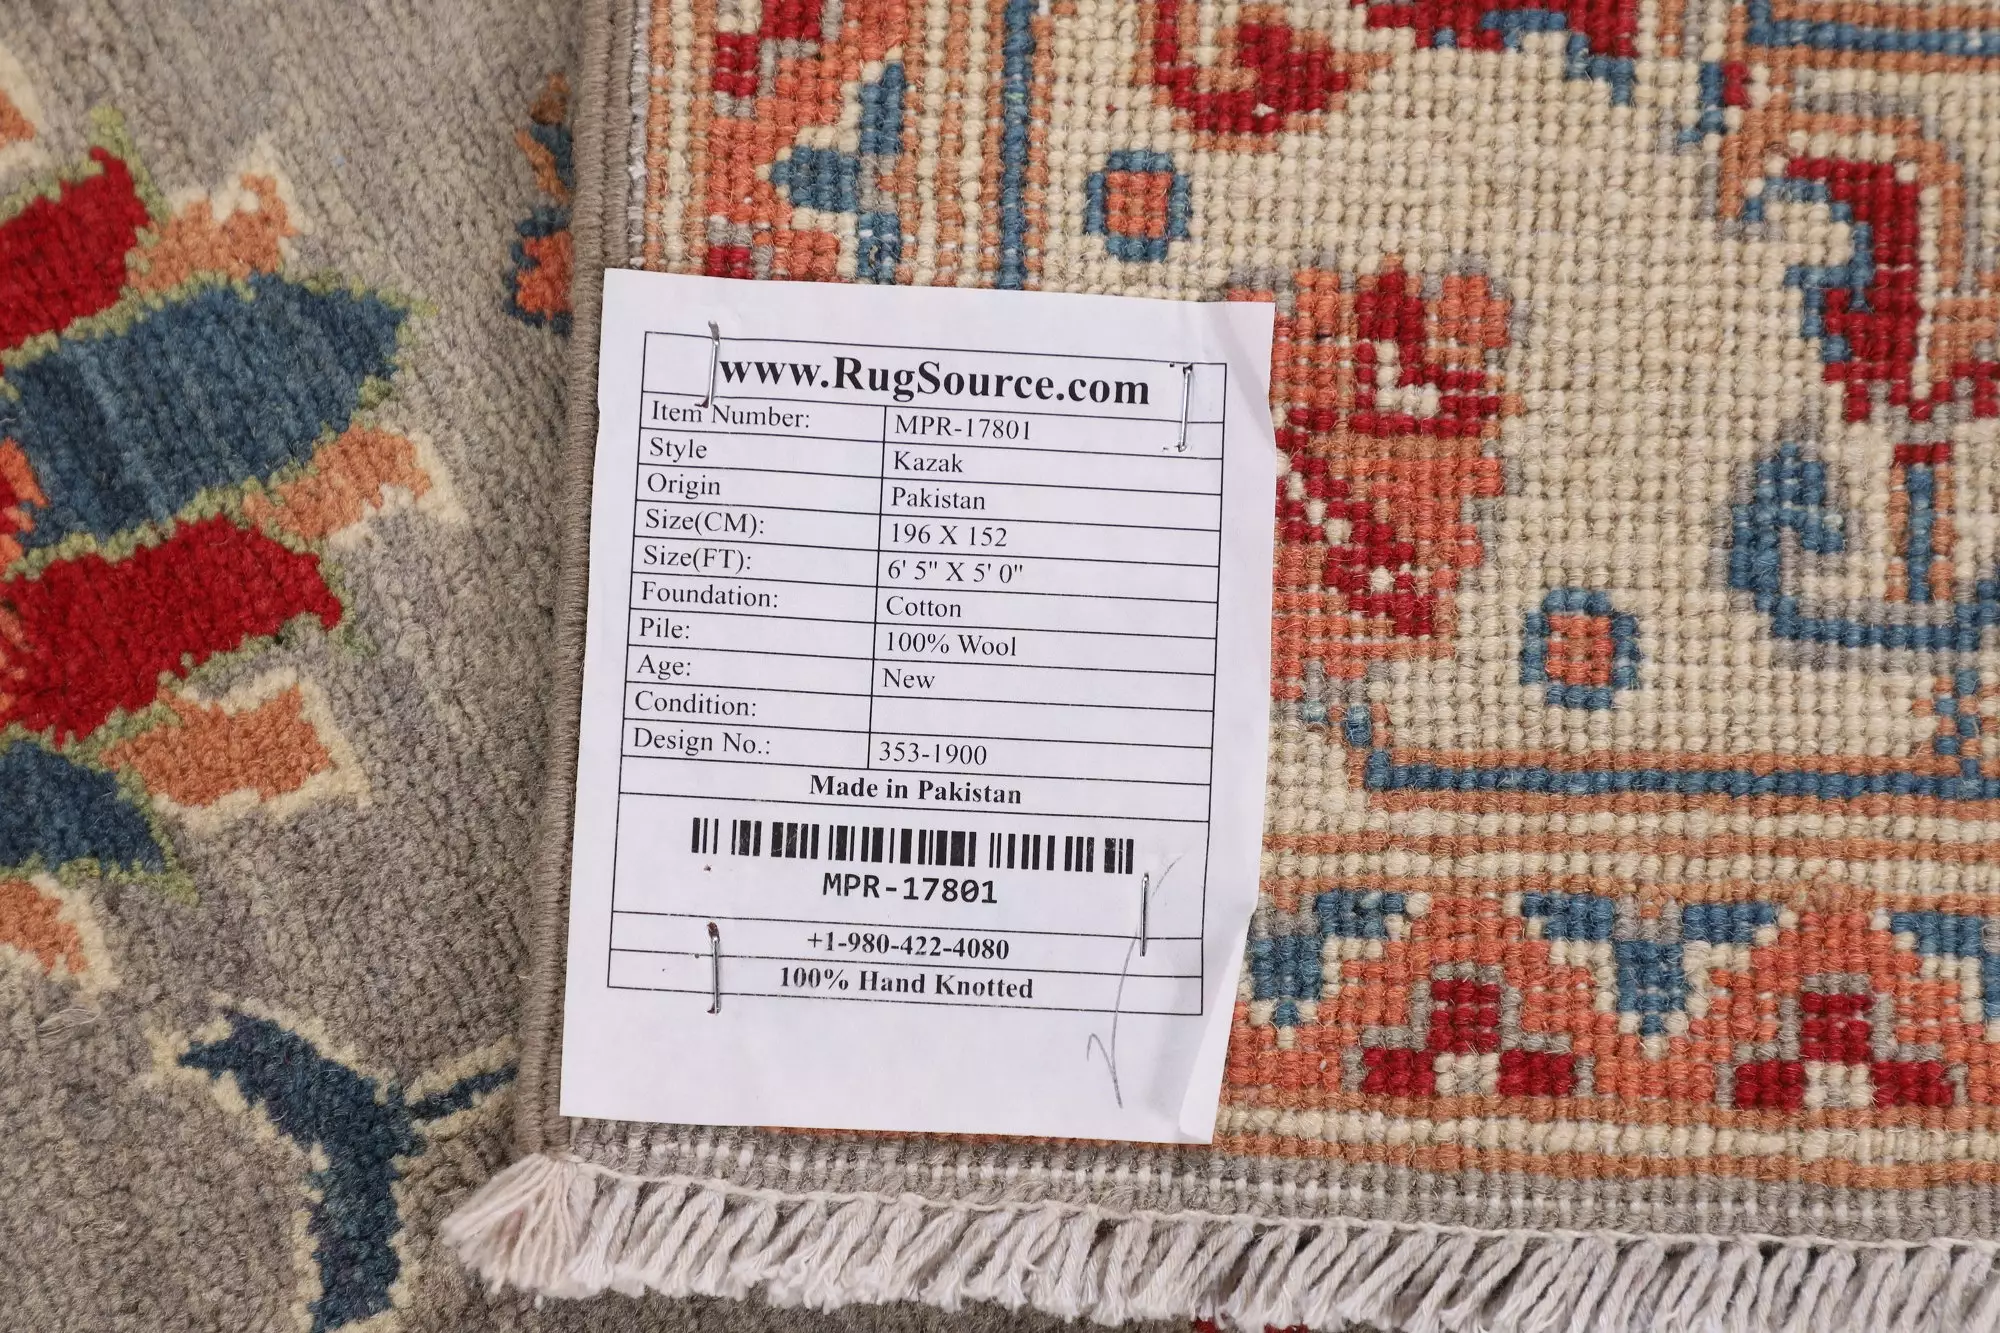 www.RugSource.com
Item Number: MPR-17801
Style Kazak
Origin Pakistan
Size(CM): 196 X 152
Size(FT): 6' 5" X 5' 0"
Foundation: Cotton
Pile: 100% Wool
Age: New
Condition:
Design No.: 353-1900
Made in Pakistan
MPR-17801
+1-980-422-4080
100% Hand Knotted